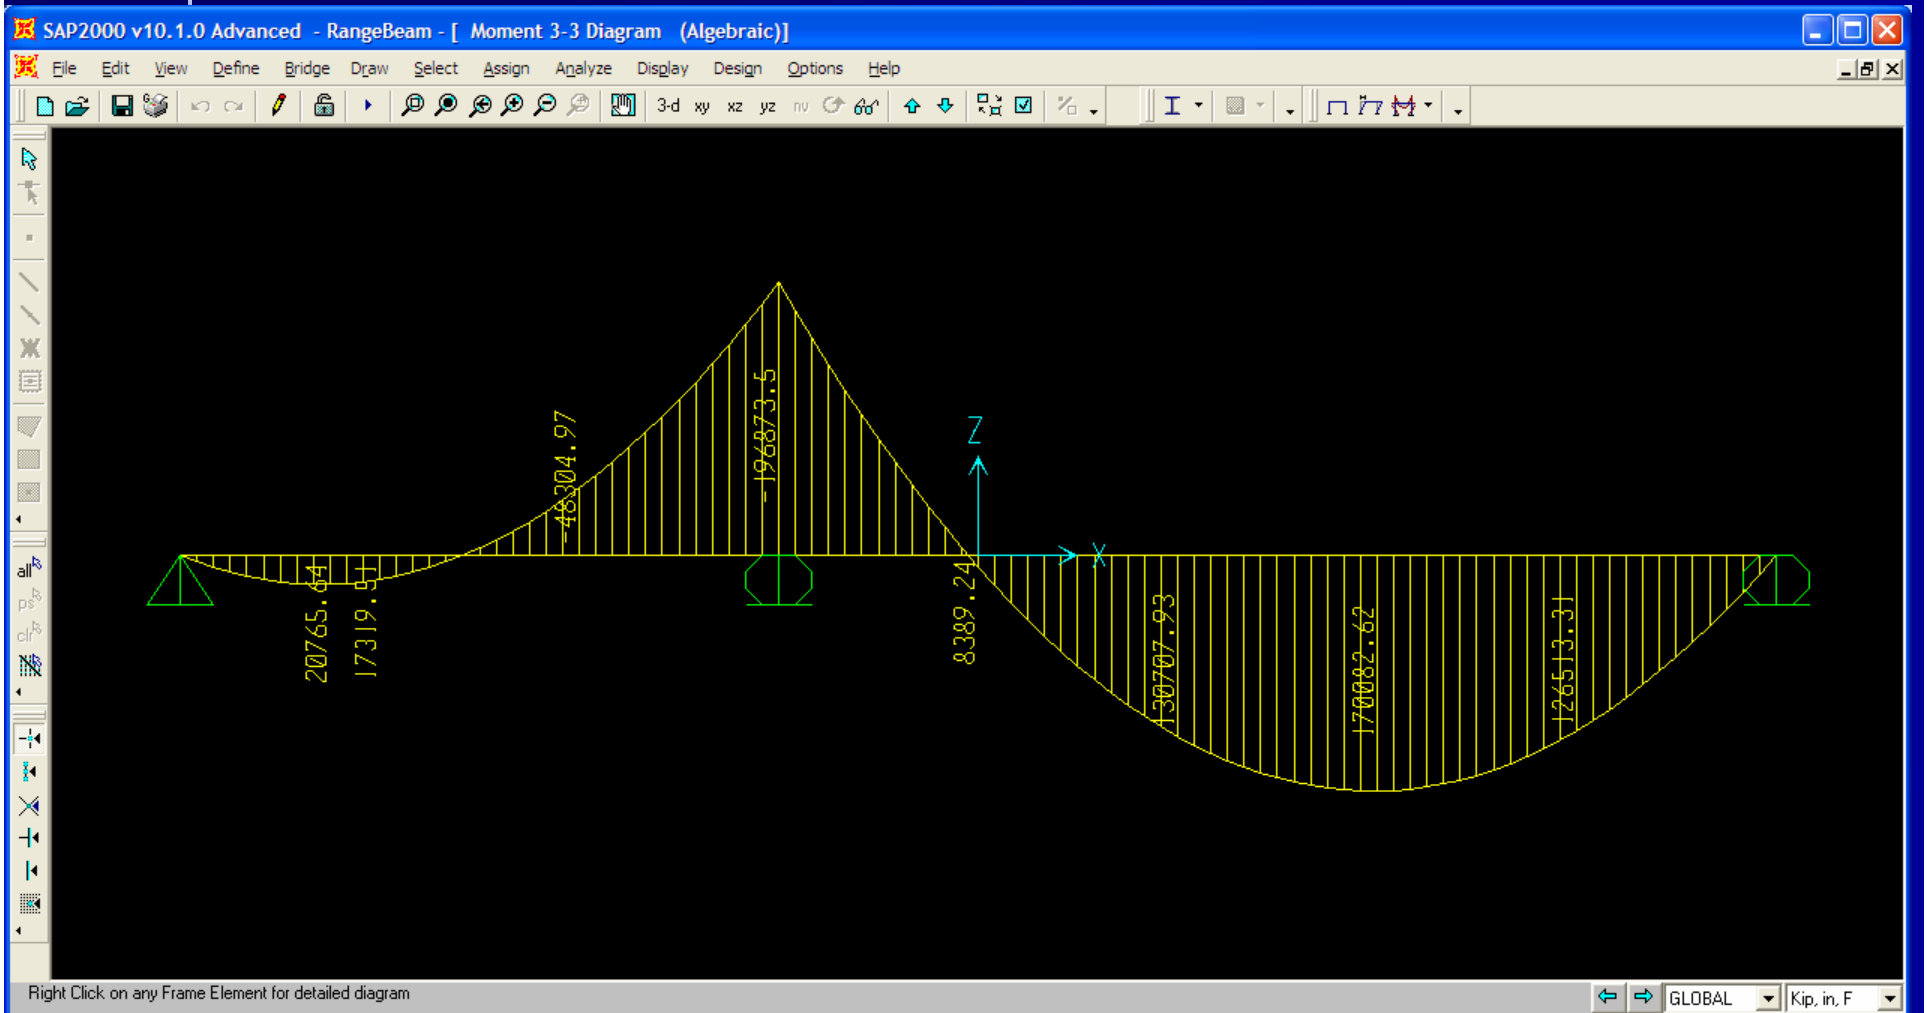 SAP2000 v10.1.0 Advanced - RangeBeam - [ Moment 3-3 Diagram (Algebraic)]
File Edit View Define Bridge Draw Select Assign Analyze Display Design Options Help
3-d xy xz yz nv
all
ps
clr
-48304.97
-196873.5
Z
X
20765.64
17319.91
8389.24
130707.93
170082.62
126513.31
Right Click on any Frame Element for detailed diagram
GLOBAL
Kip, in, F